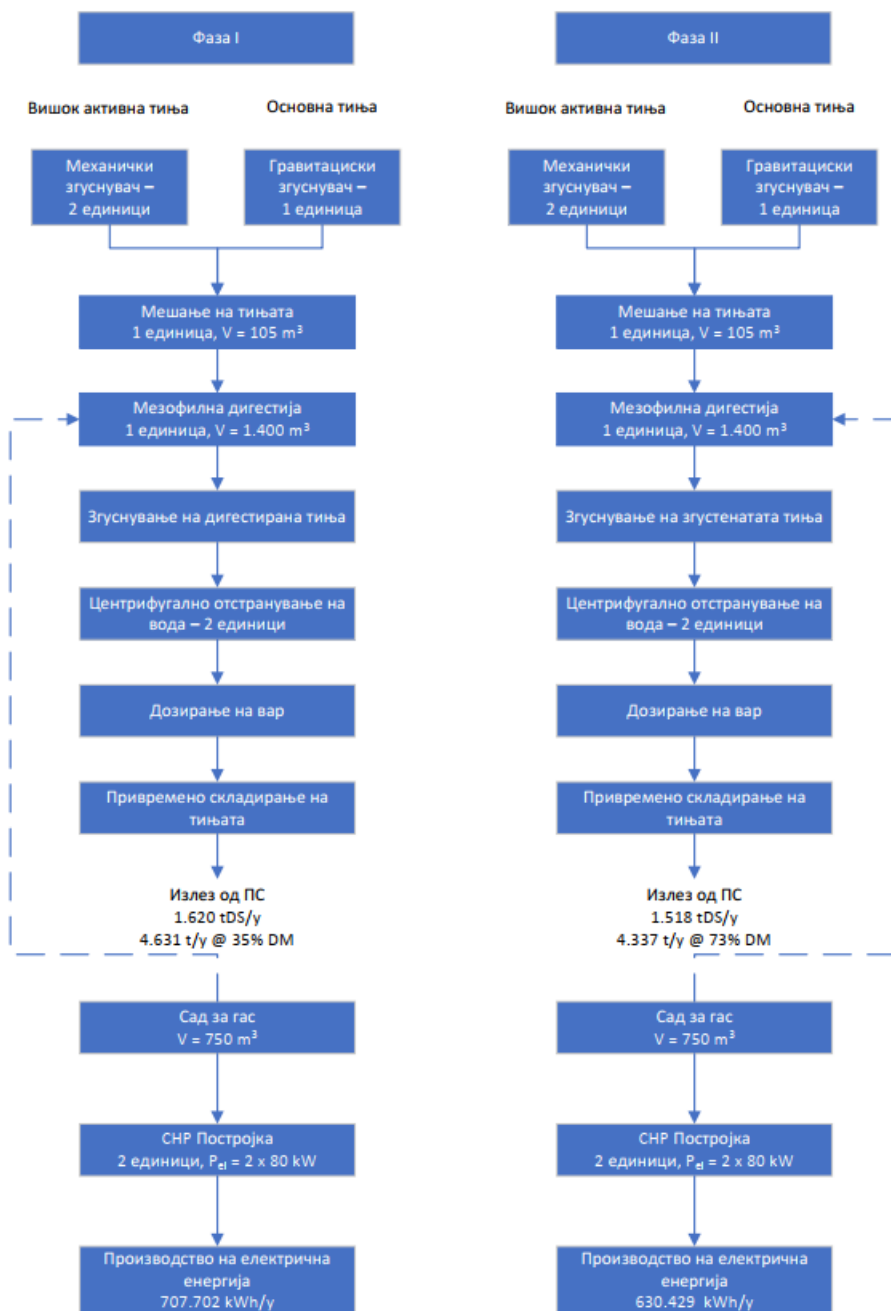 Фаза I
Вишок активна тиња
Основна тиња
Механички
згуснувач –
2 единици
Гравитациски
згуснувач –
1 единица
Мешање на тињата
1 единица, V = 105 m³
Мезофилна дигестија
1 единица, V = 1.400 m³
Згуснување на дигестирана тиња
Центрифугално отстранување на
вода – 2 единици
Дозирање на вар
Привремено складирање на
тињата
Излез од ПС
1.620 tDS/y
4.631 t/y @ 35% DM
Сад за гас
V = 750 m³
CHP Постројка
2 единици, Pel = 2 x 80 kW
Производство на електрична
енергија
707.702 kWh/y
Фаза II
Вишок активна тиња
Основна тиња
Механички
згуснувач –
2 единици
Гравитациски
згуснувач –
1 единица
Мешање на тињата
1 единица, V = 105 m³
Мезофилна дигестија
1 единица, V = 1.400 m³
Згуснување на згустенатата тиња
Центрифугално отстранување на
вода – 2 единици
Дозирање на вар
Привремено складирање на
тињата
Излез од ПС
1.518 tDS/y
4.337 t/y @ 73% DM
Сад за гас
V = 750 m³
CHP Постројка
2 единици, Pel = 2 x 80 kW
Производство на електрична
енергија
630.429 kWh/y